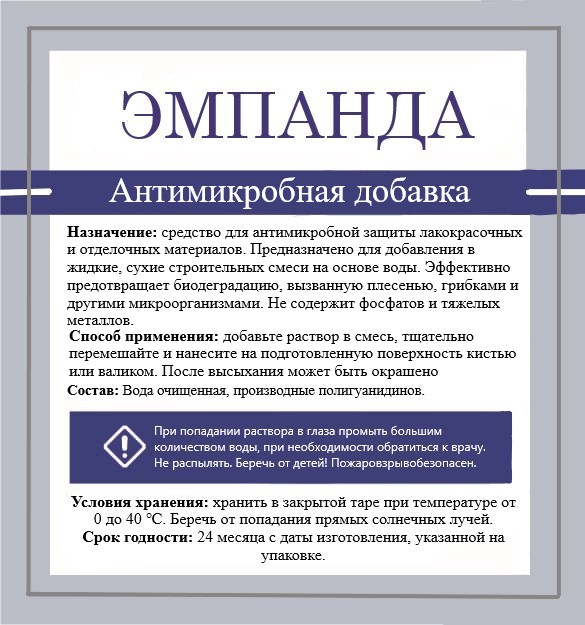 ЭМПАНДА
Антимикробная добавка
Назначение: средство для антимикробной защиты лакокрасочных
и отделочных материалов. Предназначено для добавления в
жидкие, сухие строительных смеси на основе воды. Эффективно
предотвращает биодеградацию, вызванную плесенью, грибками и
другими микроорганизмами. Не содержит фосфатов и тяжелых
металлов.
Способ применения: добавьте раствор в смесь, тщательно
перемешайте и нанесите на подготовленную поверхность кистью
или валиком. После высыхания может быть окрашено
Состав: Вода очищенная, производные полигуанидинов.
При попадании раствора в глаза промыть большим
количеством воды, при необходимости обратиться к врачу.
Не распылять. Беречь от детей! Пожаровзрывобезопасен.
Условия хранения: хранить в закрытой таре при температуре от
0 до 40 °С. Беречь от попадания прямых солнечных лучей.
Срок годности: 24 месяца с даты изготовления, указанной на
упаковке.